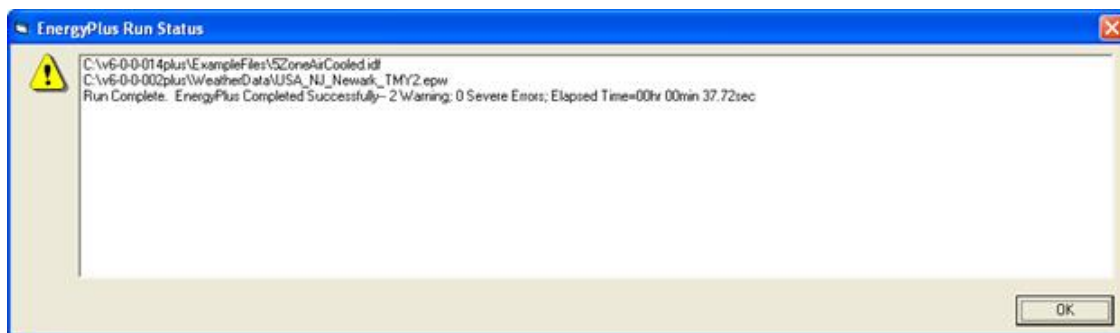 EnergyPlus Run Status
C:\v6-0-0-014plus\ExampleFiles\5ZoneAirCooled.idf
C:\v6-0-0-002plus\WeatherData\USA_NJ_Newark_TMY2.epw
Run Complete. EnergyPlus Completed Successfully-- 2 Warning; 0 Severe Errors; Elapsed Time=00hr 00min 37.72sec
OK